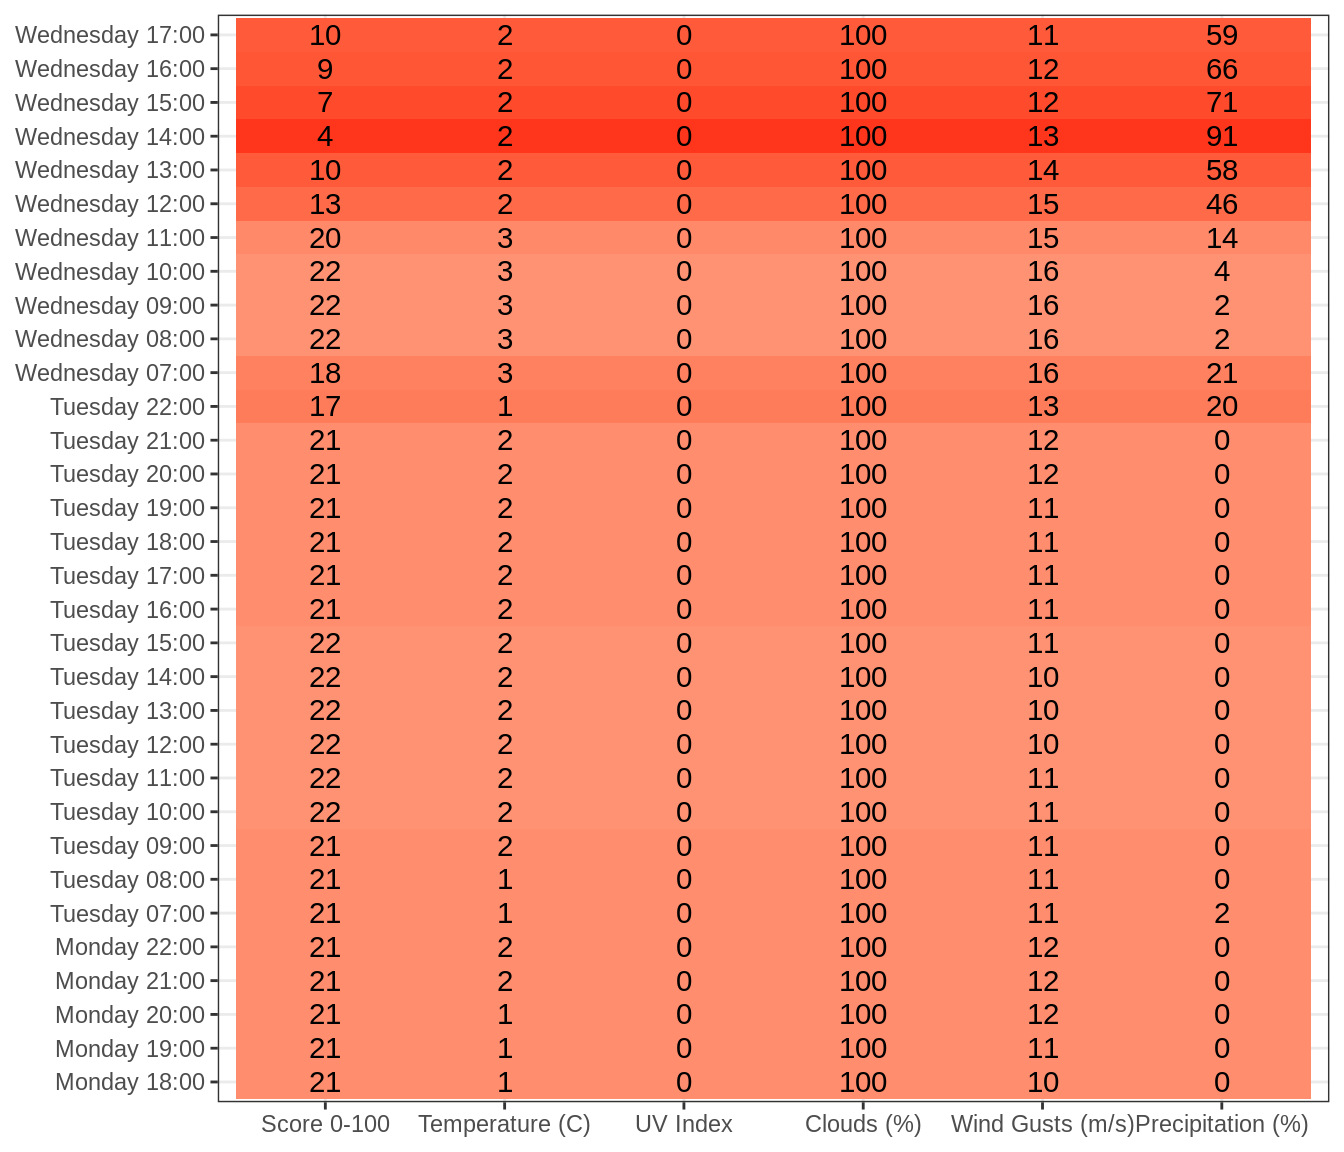 Wednesday 17:00 10 2 0 100 11 59
Wednesday 16:00 9 2 0 100 12 66
Wednesday 15:00 7 2 0 100 12 71
Wednesday 14:00 4 2 0 100 13 91
Wednesday 13:00 10 2 0 100 14 58
Wednesday 12:00 13 2 0 100 15 46
Wednesday 11:00 20 3 0 100 15 14
Wednesday 10:00 22 3 0 100 16 4
Wednesday 09:00 22 3 0 100 16 2
Wednesday 08:00 22 3 0 100 16 2
Wednesday 07:00 18 3 0 100 16 21
Tuesday 22:00 17 1 0 100 13 20
Tuesday 21:00 21 2 0 100 12 0
Tuesday 20:00 21 2 0 100 12 0
Tuesday 19:00 21 2 0 100 11 0
Tuesday 18:00 21 2 0 100 11 0
Tuesday 17:00 21 2 0 100 11 0
Tuesday 16:00 21 2 0 100 11 0
Tuesday 15:00 22 2 0 100 11 0
Tuesday 14:00 22 2 0 100 10 0
Tuesday 13:00 22 2 0 100 10 0
Tuesday 12:00 22 2 0 100 10 0
Tuesday 11:00 22 2 0 100 11 0
Tuesday 10:00 22 2 0 100 11 0
Tuesday 09:00 21 2 0 100 11 0
Tuesday 08:00 21 1 0 100 11 0
Tuesday 07:00 21 1 0 100 11 2
Monday 22:00 21 2 0 100 12 0
Monday 21:00 21 2 0 100 12 0
Monday 20:00 21 1 0 100 12 0
Monday 19:00 21 1 0 100 11 0
Monday 18:00 21 1 0 100 10 0
Score 0-100 Temperature (C) UV Index Clouds (%) Wind Gusts (m/s) Precipitation (%)